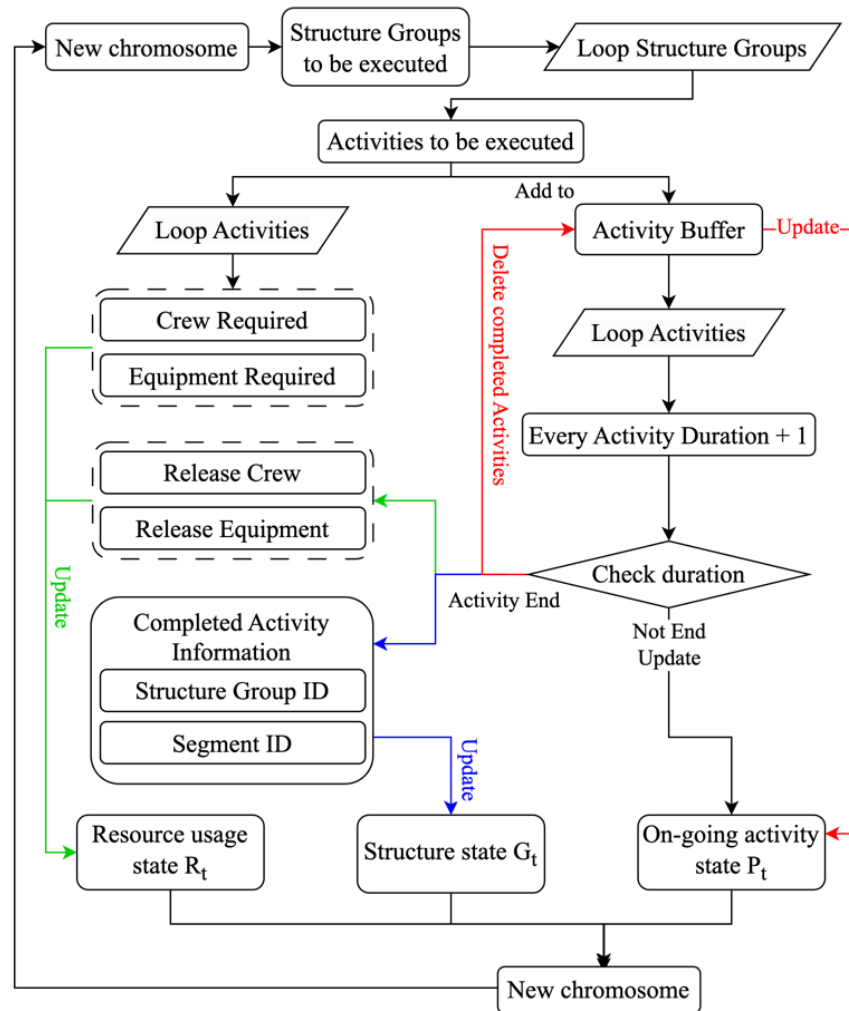 New chromosome
Structure Groups
to be executed
Loop Structure Groups
Activities to be executed
Add to
Loop Activities
Activity Buffer
Update
Delete completed Activities
Crew Required
Equipment Required
Loop Activities
Every Activity Duration + 1
Release Crew
Release Equipment
Update
Check duration
Activity End
Not End
Update
Completed Activity
Information
Structure Group ID
Segment ID
Update
Resource usage
state Rt
Structure state Gt
On-going activity
state Pt
New chromosome